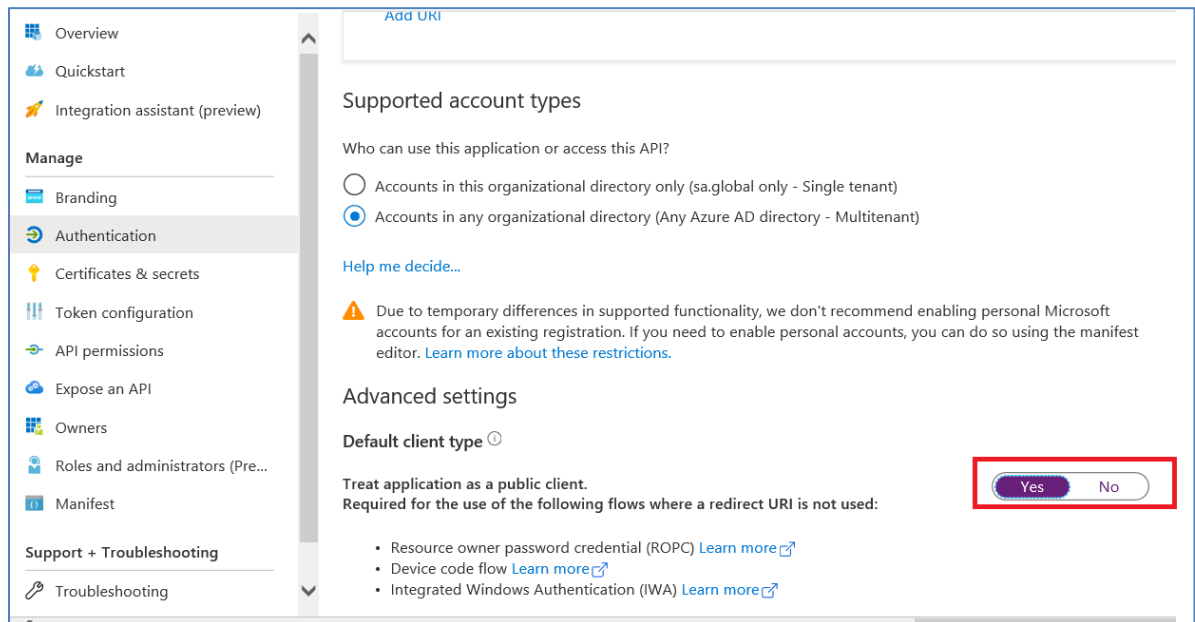 Overview
Quickstart
Integration assistant (preview)
Manage
Branding
Authentication
Certificates & secrets
Token configuration
API permissions
Expose an API
Owners
Roles and administrators (Pre...
Manifest
Support + Troubleshooting
Troubleshooting
Add URI
Supported account types
Who can use this application or access this API?
Accounts in this organizational directory only (sa.global only - Single tenant)
Accounts in any organizational directory (Any Azure AD directory - Multitenant)
Help me decide...
Due to temporary differences in supported functionality, we don't recommend enabling personal Microsoft
accounts for an existing registration. If you need to enable personal accounts, you can do so using the manifest
editor. Learn more about these restrictions.
Advanced settings
Default client type
Treat application as a public client.
Required for the use of the following flows where a redirect URI is not used:
Yes No
• Resource owner password credential (ROPC) Learn more
• Device code flow Learn more
• Integrated Windows Authentication (IWA) Learn more